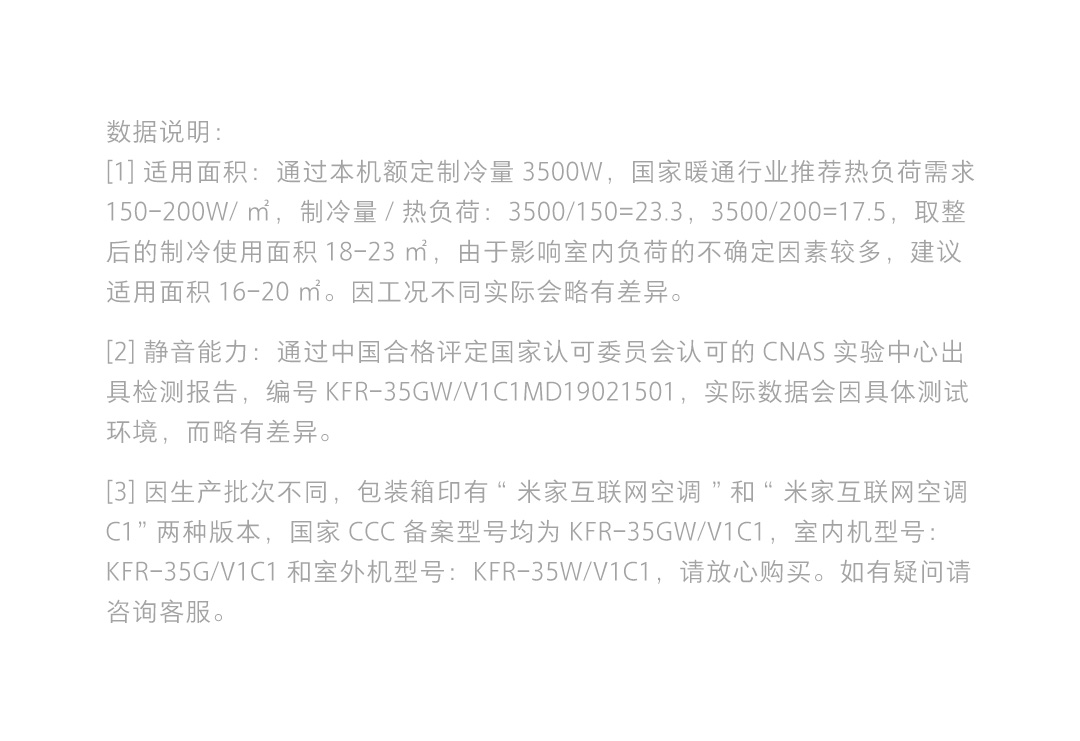 数据说明：
[1] 适用面积：通过本机额定制冷量 3500W，国家暖通行业推荐热负荷需求
150-200W/ ㎡，制冷量 / 热负荷：3500/150=23.3，3500/200=17.5，取整
后的制冷使用面积 18-23 ㎡，由于影响室内负荷的不确定因素较多，建议
适用面积 16-20 ㎡。因工况不同实际会略有差异。
[2] 静音能力：通过中国合格评定国家认可委员会认可的 CNAS 实验中心出
具检测报告，编号 KFR-35GW/V1C1MD19021501，实际数据会因具体测试
环境，而略有差异。
[3] 因生产批次不同，包装箱印有 “ 米家互联网空调 ” 和 “ 米家互联网空调
C1” 两种版本，国家 CCC 备案型号均为 KFR-35GW/V1C1，室内机型号：
KFR-35G/V1C1 和室外机型号：KFR-35W/V1C1，请放心购买。如有疑问请
咨询客服。